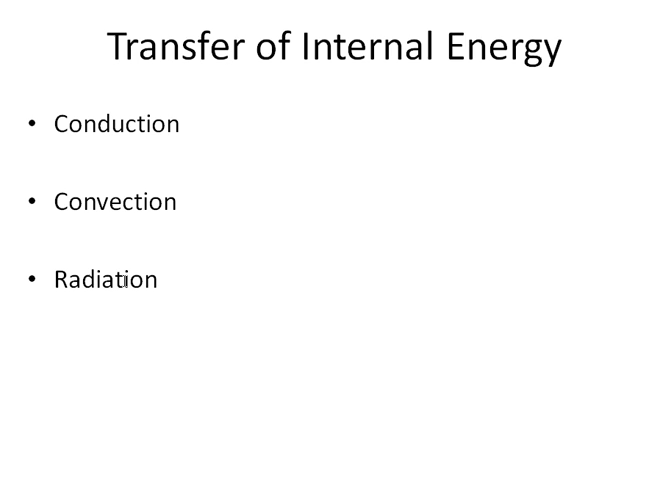 Transfer of Internal Energy
• Conduction
• Convection
• Radiation